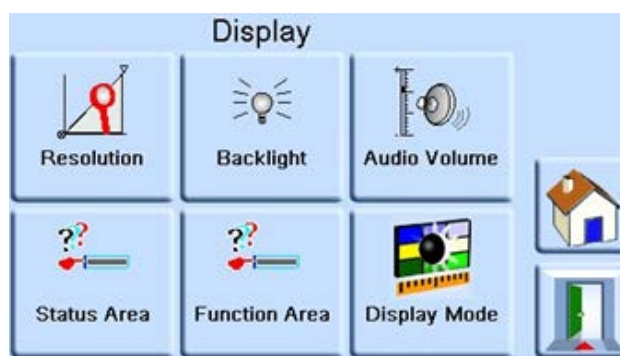 Display
Resolution
Backlight
Audio Volume
??
??
Status Area
Function Area
Display Mode